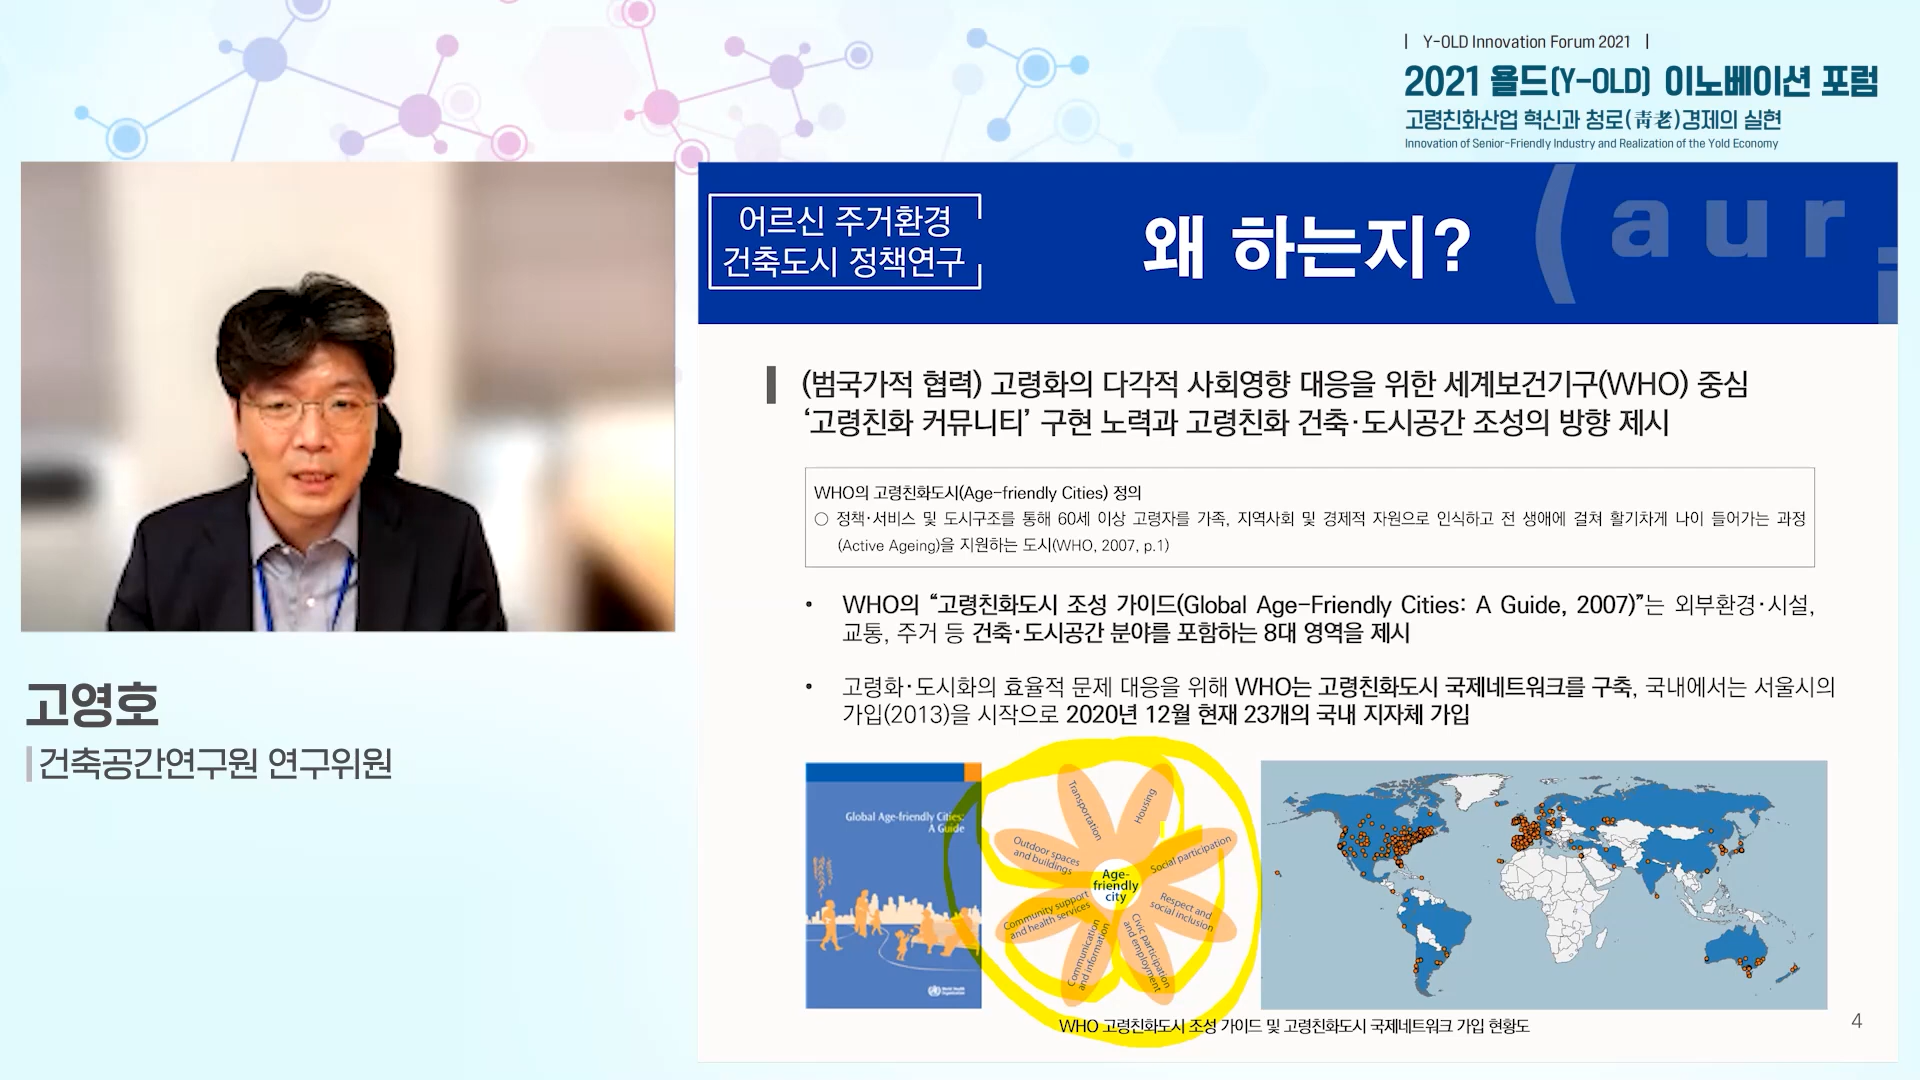 | Y-OLD Innovation Forum 2021 |
2021 욜드(Y-OLD) 이노베이션 포럼
고령친화산업 혁신과 청로(靑老)경제의 실현
Innovation of Senior-Friendly Industry and Realization of the Yold Economy
어르신 주거환경
건축도시 정책연구
왜 하는지?
(aur
i
(범국가적 협력) 고령화의 다각적 사회영향 대응을 위한 세계보건기구(WHO) 중심
‘고령친화 커뮤니티’ 구현 노력과 고령친화 건축·도시공간 조성의 방향 제시
WHO의 고령친화도시(Age-friendly Cities) 정의
○ 정책·서비스 및 도시구조를 통해 60세 이상 고령자를 가족, 지역사회 및 경제적 자원으로 인식하고 전 생애에 걸쳐 활기차게 나이 들어가는 과정
(Active Ageing)을 지원하는 도시(WHO, 2007, p.1)
• WHO의 “고령친화도시 조성 가이드(Global Age-Friendly Cities: A Guide, 2007)”는 외부환경·시설,
교통, 주거 등 건축·도시공간 분야를 포함하는 8대 영역을 제시
• 고령화·도시화의 효율적 문제 대응을 위해 WHO는 고령친화도시 국제네트워크를 구축, 국내에서는 서울시의
가입(2013)을 시작으로 2020년 12월 현재 23개의 국내 지자체 가입
Global Age-friendly Cities:
A Guide
World Health
Organization
Transportation
Housing
Social participation
Respect and
social inclusion
Civic participation
and employment
Communication
and information
Community support
and health services
Outdoor spaces
and buildings
Age-
friendly
city
WHO 고령친화도시 조성 가이드 및 고령친화도시 국제네트워크 가입 현황도
4
고영호
건축공간연구원 연구위원